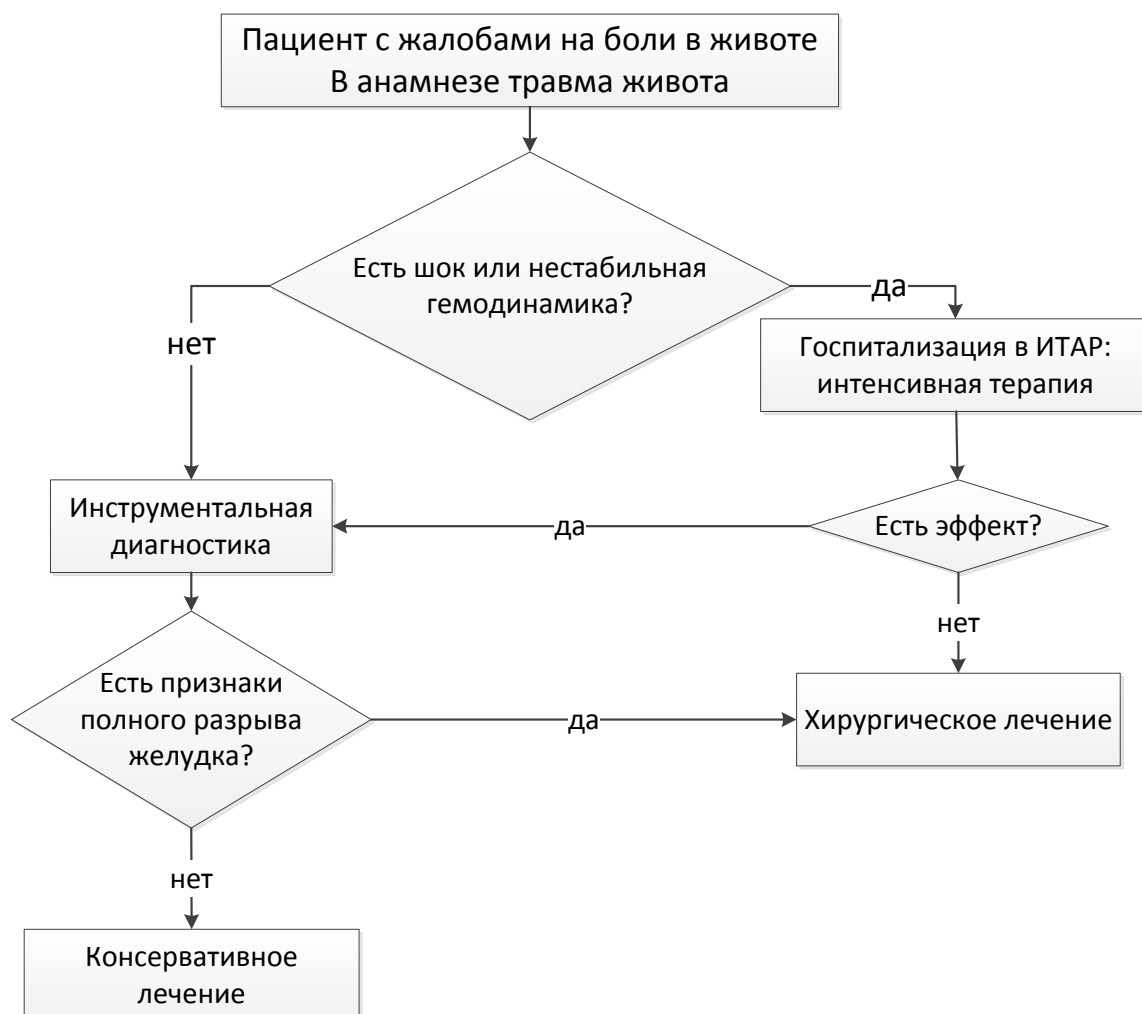 Пациент с жалобами на боли в животе
В анамнезе травма живота
Есть шок или нестабильная
гемодинамика?
нет
да
Госпитализация в ИТАР:
интенсивная терапия
Инструментальная
диагностика
да
Есть эффект?
нет
Есть признаки
полного разрыва
желудка?
да
Хирургическое лечение
нет
Консервативное
лечение